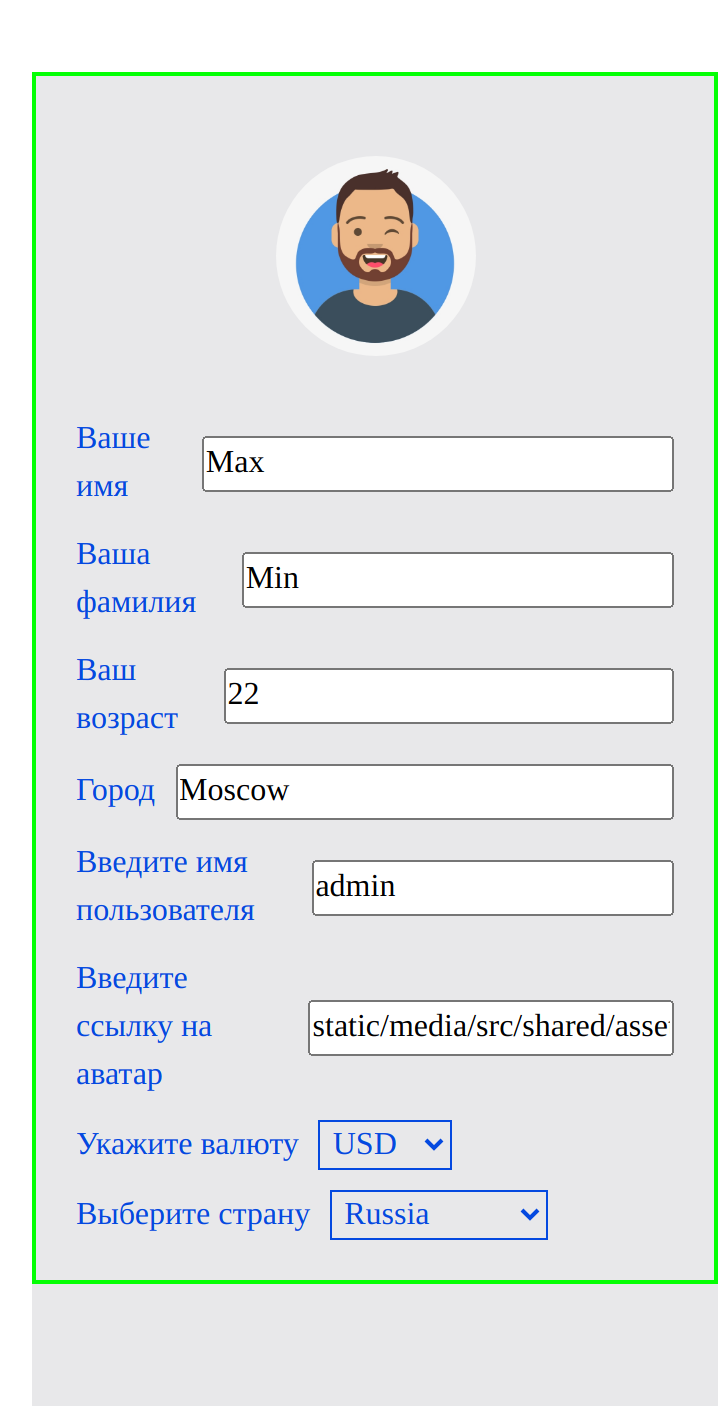 Ваше
имя
Max
Ваша
фамилия
Min
Ваш
возраст
22
Город
Moscow
Введите имя
пользователя
admin
Введите
ссылку на
аватар
static/media/src/shared/asse
Укажите валюту
USD
Выберите страну
Russia